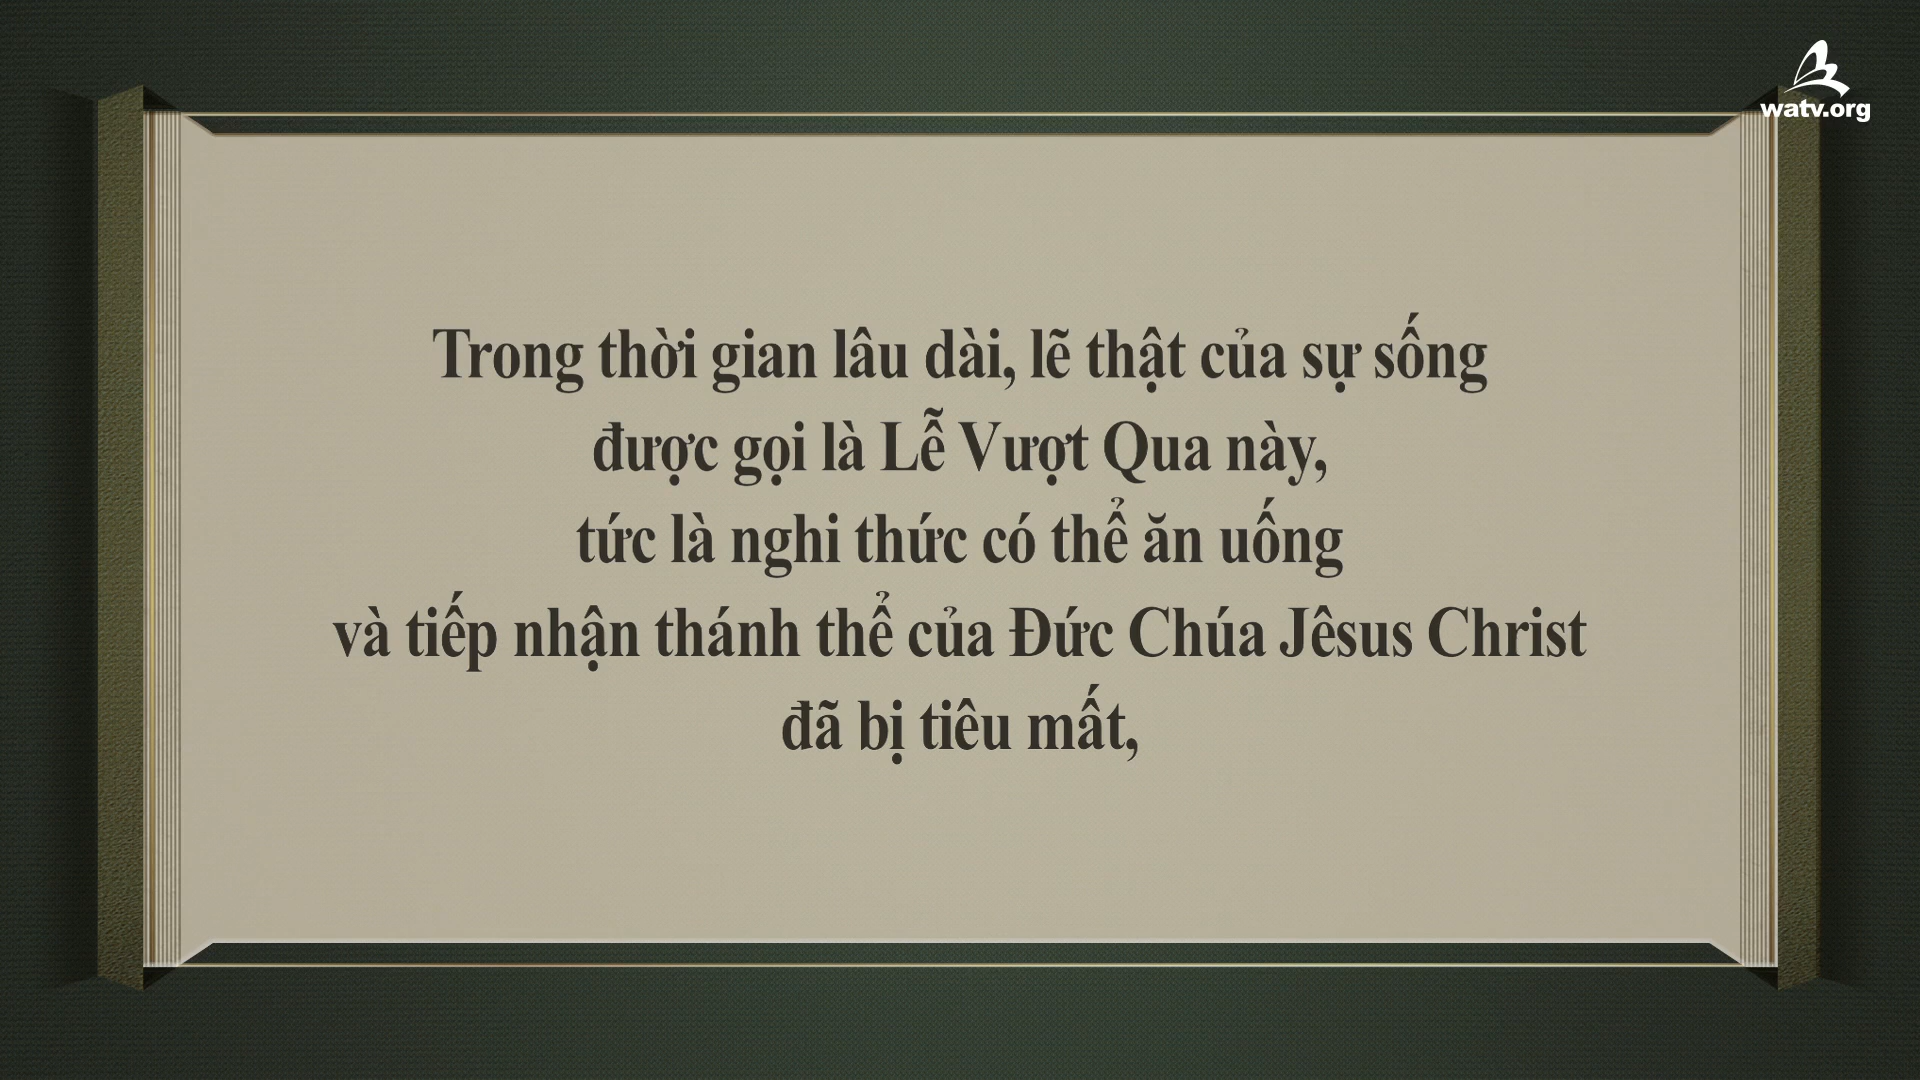 watv.org
Trong thời gian lâu dài, lẽ thật của sự sống
được gọi là Lễ Vượt Qua này,
tức là nghi thức có thể ăn uống
và tiếp nhận thánh thể của Đức Chúa Jêsus Christ
đã bị tiêu mất,